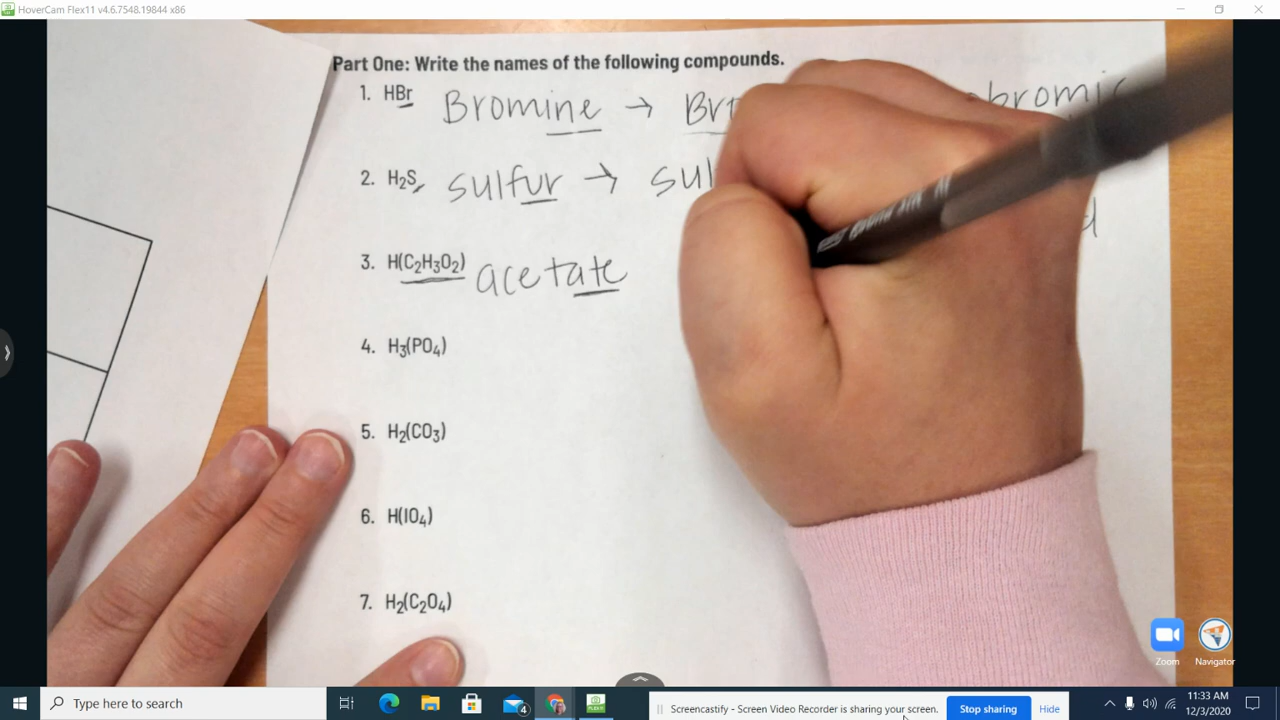 HoverCam Flex11 v4.6.7548.19844 x86
Part One: Write the names of the following compounds.
1. HBr Bromine → Br obromic
2. H2S, sulfur → sul
3. H(C2H3O2) acetate
4. H3(PO4)
5. H2(CO3)
6. H(IO4)
7. H2(C2O4)
Zoom Navigator
Type here to search
4
FLEX11
Screencastify - Screen Video Recorder is sharing your screen. Stop sharing Hide
11:33 AM
12/3/2020